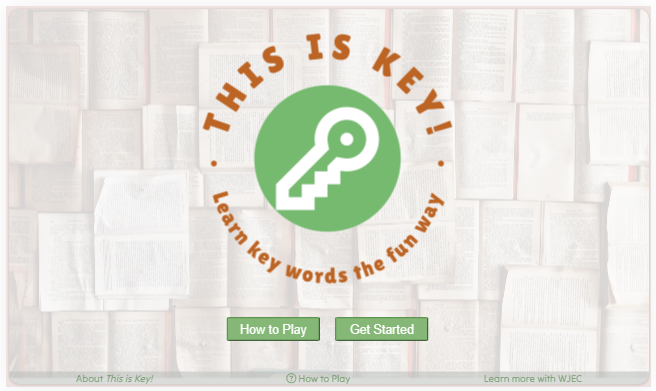 THIS IS KEY!
Learn key words the fun way
How to Play
Get Started
About This is Key!
? How to Play
Learn more with WJEC